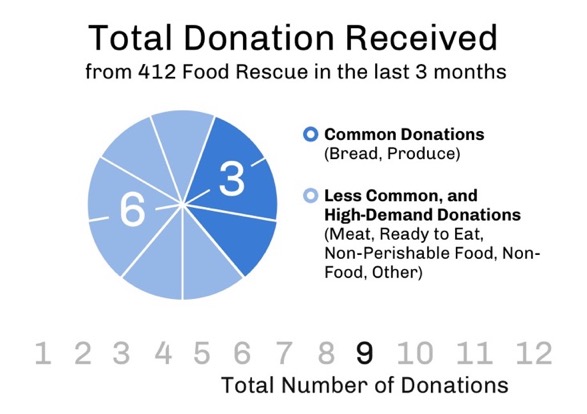 Total Donation Received
from 412 Food Rescue in the last 3 months
3
6
Common Donations
(Bread, Produce)
Less Common, and
High-Demand Donations
(Meat, Ready to Eat,
Non-Perishable Food, Non-
Food, Other)
1 2 3 4 5 6 7 8 9 10 11 12
Total Number of Donations